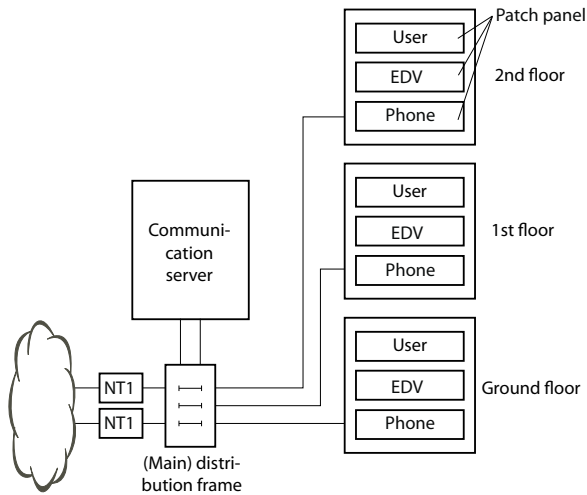 User
Patch panel
EDV
2nd floor
Phone
User
Communi-
cation
server
EDV
1st floor
Phone
User
NT1
EDV
Ground floor
NT1
Phone
(Main) distri-
bution frame